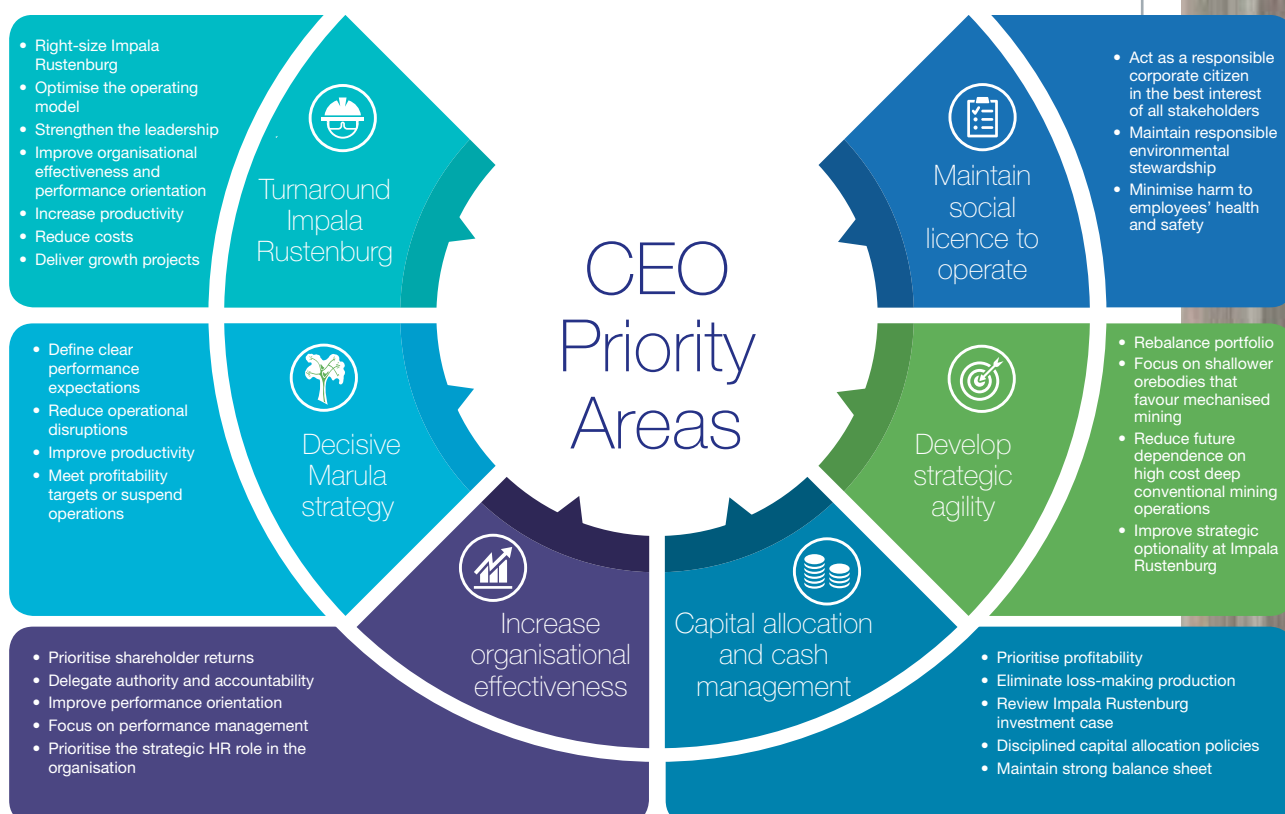 • Right-size Impala
Rustenburg
• Optimise the operating
model
• Strengthen the leadership
• Improve organisational
effectiveness and
performance orientation
• Increase productivity
• Reduce costs
• Deliver growth projects
Turnaround
Impala
Rustenburg
CEO
Priority
Areas
Maintain
social
licence to
operate
• Act as a responsible
corporate citizen
in the best interest
of all stakeholders
• Maintain responsible
environmental
stewardship
• Minimise harm to
employees’ health
and safety
• Define clear
performance
expectations
• Reduce operational
disruptions
• Improve productivity
• Meet profitability
targets or suspend
operations
Decisive
Marula
strategy
Develop
strategic
agility
• Rebalance portfolio
• Focus on shallower
orebodies that
favour mechanised
mining
• Reduce future
dependence on
high cost deep
conventional mining
operations
• Improve strategic
optionality at Impala
Rustenburg
• Prioritise shareholder returns
• Delegate authority and accountability
• Improve performance orientation
• Focus on performance management
• Prioritise the strategic HR role in the
organisation
Increase
organisational
effectiveness
Capital allocation
and cash
management
• Prioritise profitability
• Eliminate loss-making production
• Review Impala Rustenburg
investment case
• Disciplined capital allocation policies
• Maintain strong balance sheet